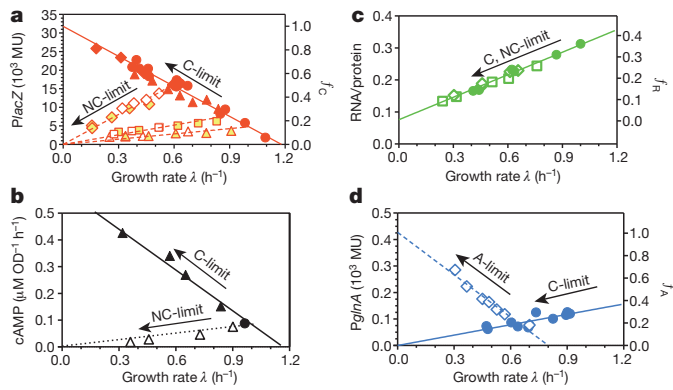 a
PlacZ (10³ MU)
35
30
25
20
15
10
5
0
C-limit
NC-limit
1.0
0.8
0.6
0.4
0.2
0.0
fC
0.0 0.3 0.6 0.9 1.2
Growth rate λ (h⁻¹)
b
cAMP (µM OD⁻¹ h⁻¹)
0.5
0.4
0.3
0.2
0.1
0.0
C-limit
NC-limit
0.0 0.3 0.6 0.9 1.2
Growth rate λ (h⁻¹)
c
RNA/protein
0.4
0.3
0.2
0.1
0.0
C, NC-limit
0.4
0.3
0.2
0.1
0.0
fR
0.0 0.3 0.6 0.9 1.2
Growth rate λ (h⁻¹)
d
PglnA (10³ MU)
0.5
0.4
0.3
0.2
0.1
0.0
A-limit
C-limit
1.0
0.8
0.6
0.4
0.2
0.0
fA
0.0 0.3 0.6 0.9 1.2
Growth rate λ (h⁻¹)